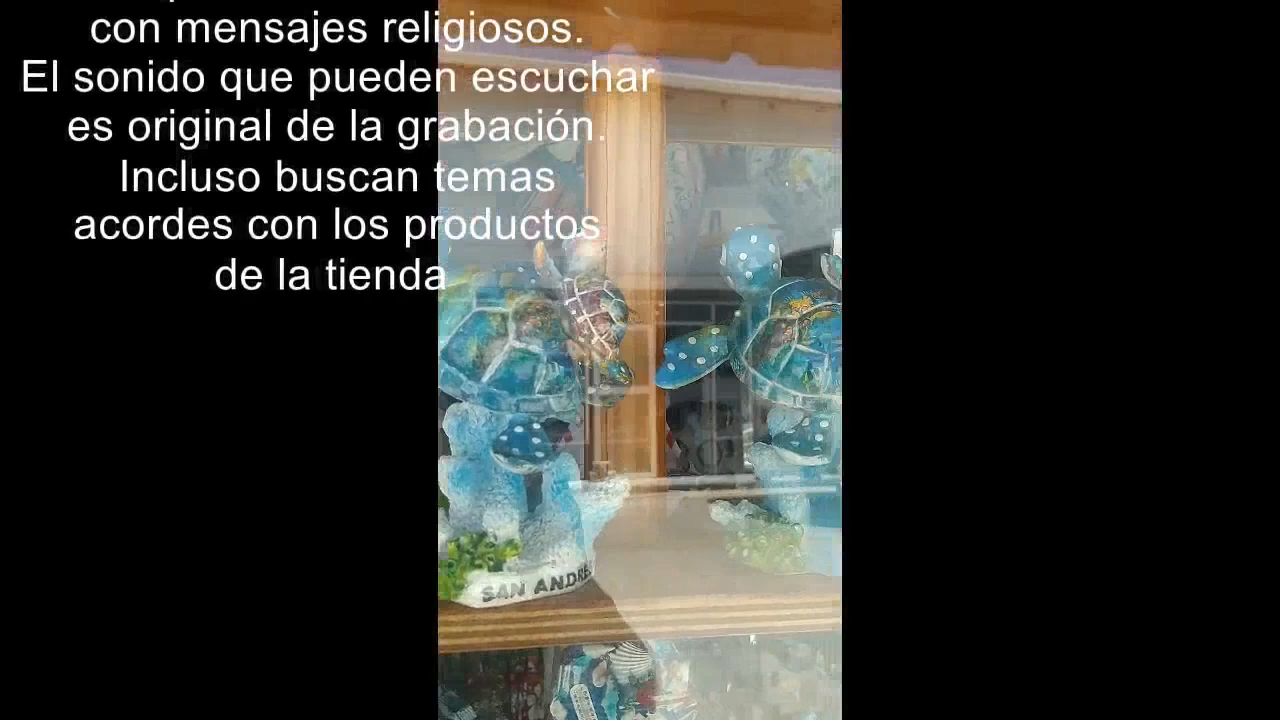 con mensajes religiosos.
El sonido que pueden escuchar
es original de la grabación.
Incluso buscan temas
acordes con los productos
de la tienda
SAN ANDRÉS